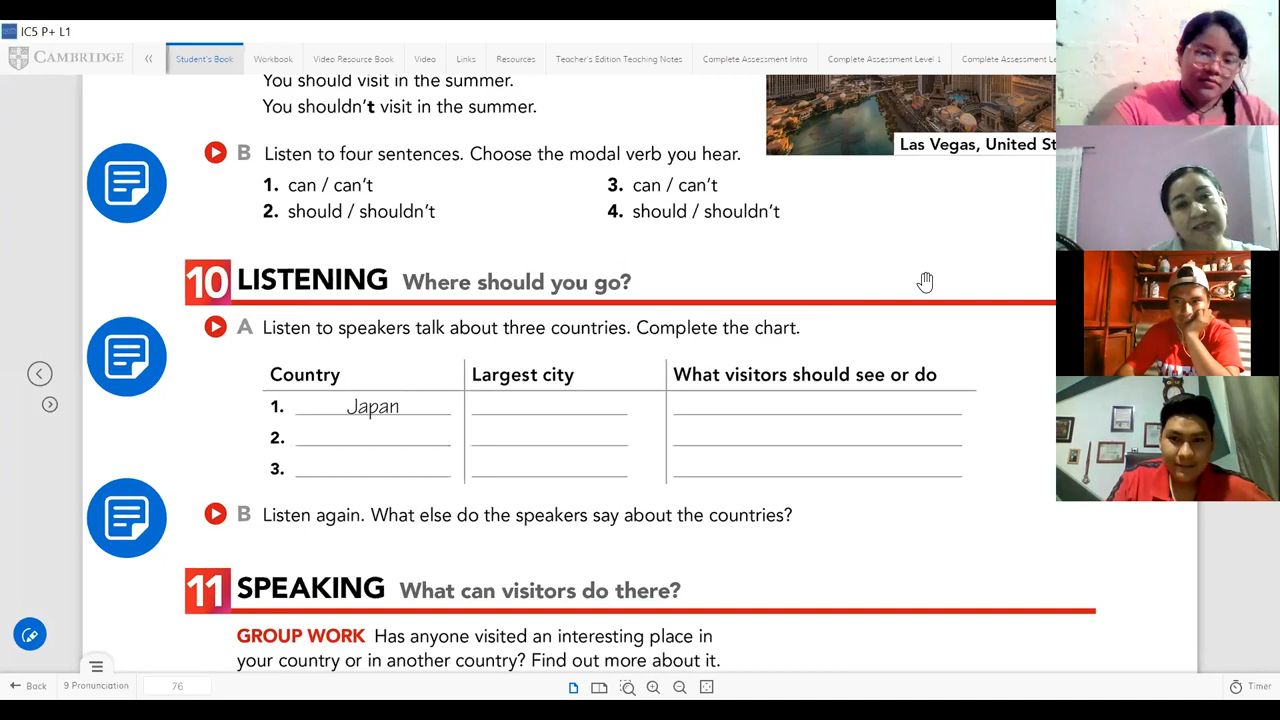 IC5 P+ L1
CAMBRIDGE
Student's Book
Workbook
Video Resource Book
Video
Links
Resources
Teacher's Edition Teaching Notes
Complete Assessment Intro
Complete Assessment Level 1
Complete Assessment Le
You should visit in the summer.
You shouldn't visit in the summer.
Las Vegas, United St
B Listen to four sentences. Choose the modal verb you hear.
1. can / can't
3. can / can't
2. should / shouldn't
4. should / shouldn't
10 LISTENING Where should you go?
A Listen to speakers talk about three countries. Complete the chart.
Country Largest city What visitors should see or do
1. Japan
2.
3.
B Listen again. What else do the speakers say about the countries?
11 SPEAKING What can visitors do there?
GROUP WORK Has anyone visited an interesting place in
your country or in another country? Find out more about it.
Back
9 Pronunciation
76
Timer